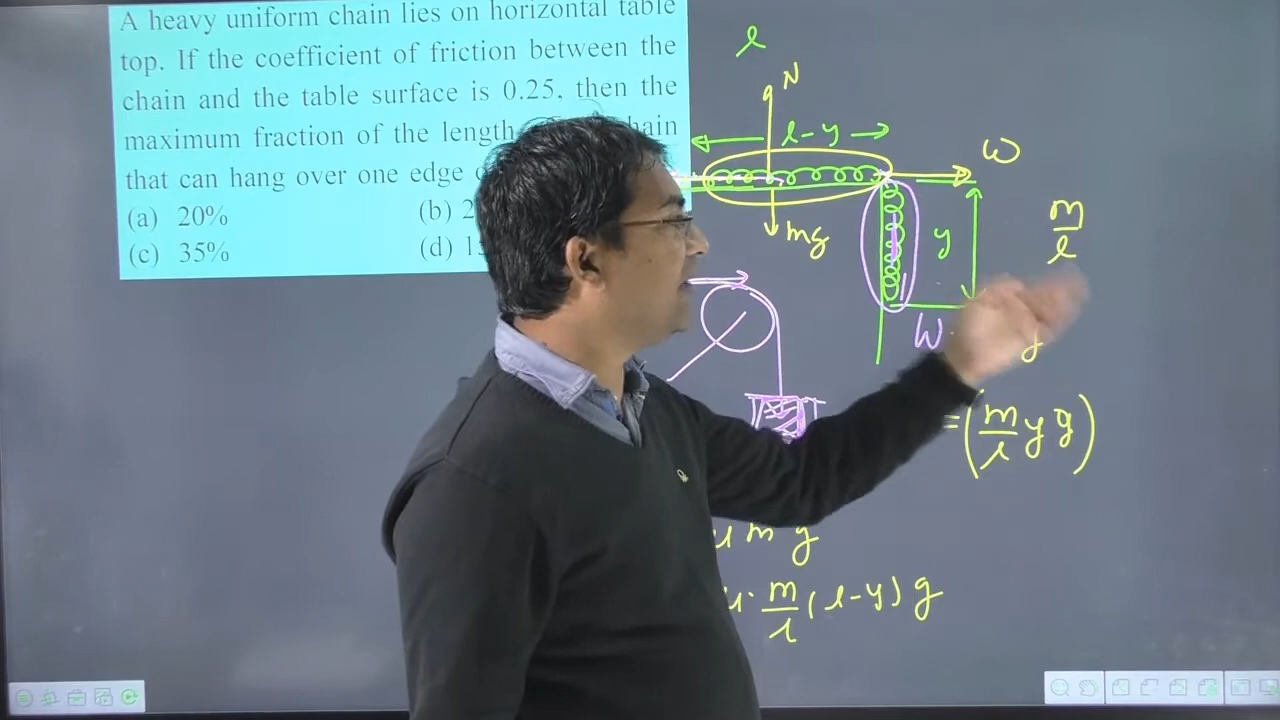 A heavy uniform chain lies on horizontal table
top. If the coefficient of friction between the
chain and the table surface is 0.25, then the
maximum fraction of the length chain
that can hang over one edge
(a) 20%
(b) 2
(c) 35%
(d) 1
l
N
l-y
W
mg
y
m/l
W
y
= (m/l y g)
μ m g
μ · m/l (l-y) g